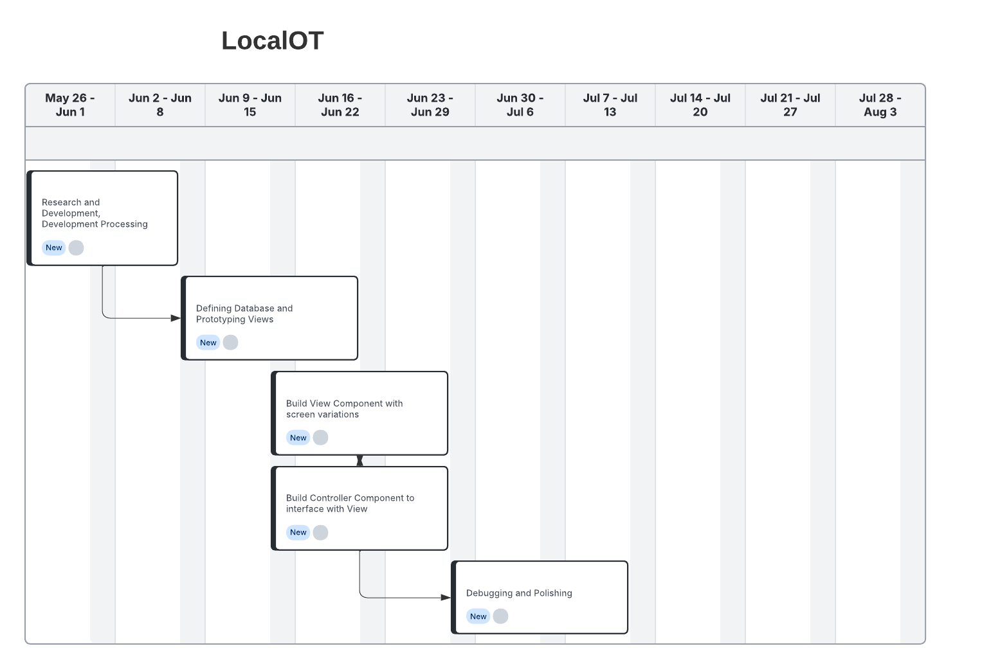 LocalOT
May 26 -
Jun 1
Jun 2 - Jun
8
Jun 9 - Jun
15
Jun 16 -
Jun 22
Jun 23 -
Jun 29
Jun 30 -
Jul 6
Jul 7 - Jul
13
Jul 14 - Jul
20
Jul 21 - Jul
27
Jul 28 -
Aug 3
Research and
Development,
Development Processing
New
Defining Database and
Prototyping Views
New
Build View Component with
screen variations
New
Build Controller Component to
interface with View
New
Debugging and Polishing
New